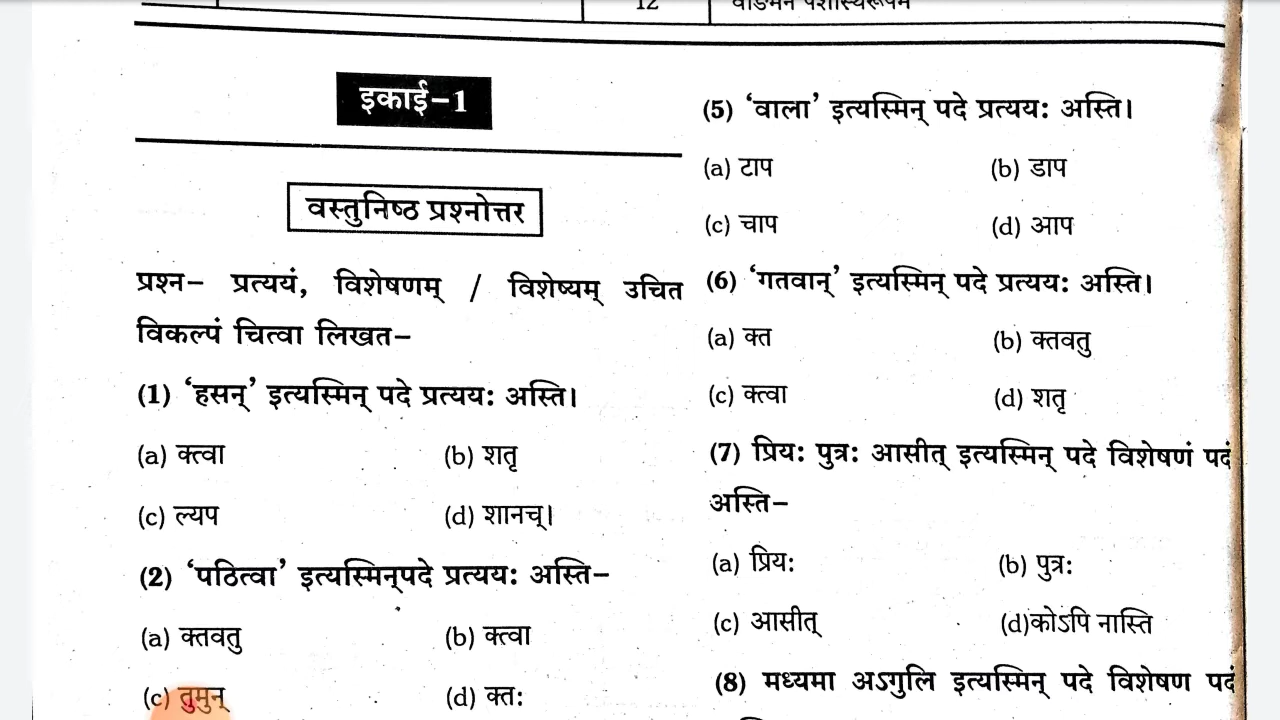 12
इकाई-1
वस्तुनिष्ठ प्रश्नोत्तर
प्रश्न- प्रत्ययं, विशेषणम् / विशेष्यम् उचित
विकल्पं चित्वा लिखत-
(1) ‘हसन्’ इत्यस्मिन् पदे प्रत्यय: अस्ति।
(a) क्त्वा (b) शतृ
(c) ल्यप (d) शानच्।
(2) ‘पठित्वा’ इत्यस्मिन्पदे प्रत्यय: अस्ति-
(a) क्तवतु (b) क्त्वा
(c) तुमुन् (d) क्त:
(5) ‘वाला’ इत्यस्मिन् पदे प्रत्यय: अस्ति।
(a) टाप (b) डाप
(c) चाप (d) आप
(6) ‘गतवान्’ इत्यस्मिन् पदे प्रत्यय: अस्ति।
(a) क्त (b) क्तवतु
(c) क्त्वा (d) शतृ
(7) प्रिय: पुत्र: आसीत् इत्यस्मिन् पदे विशेषणं पदं
अस्ति-
(a) प्रिय: (b) पुत्र:
(c) आसीत् (d)कोऽपि नास्ति
(8) मध्यमा अऽगुलि इत्यस्मिन् पदे विशेषण पदं